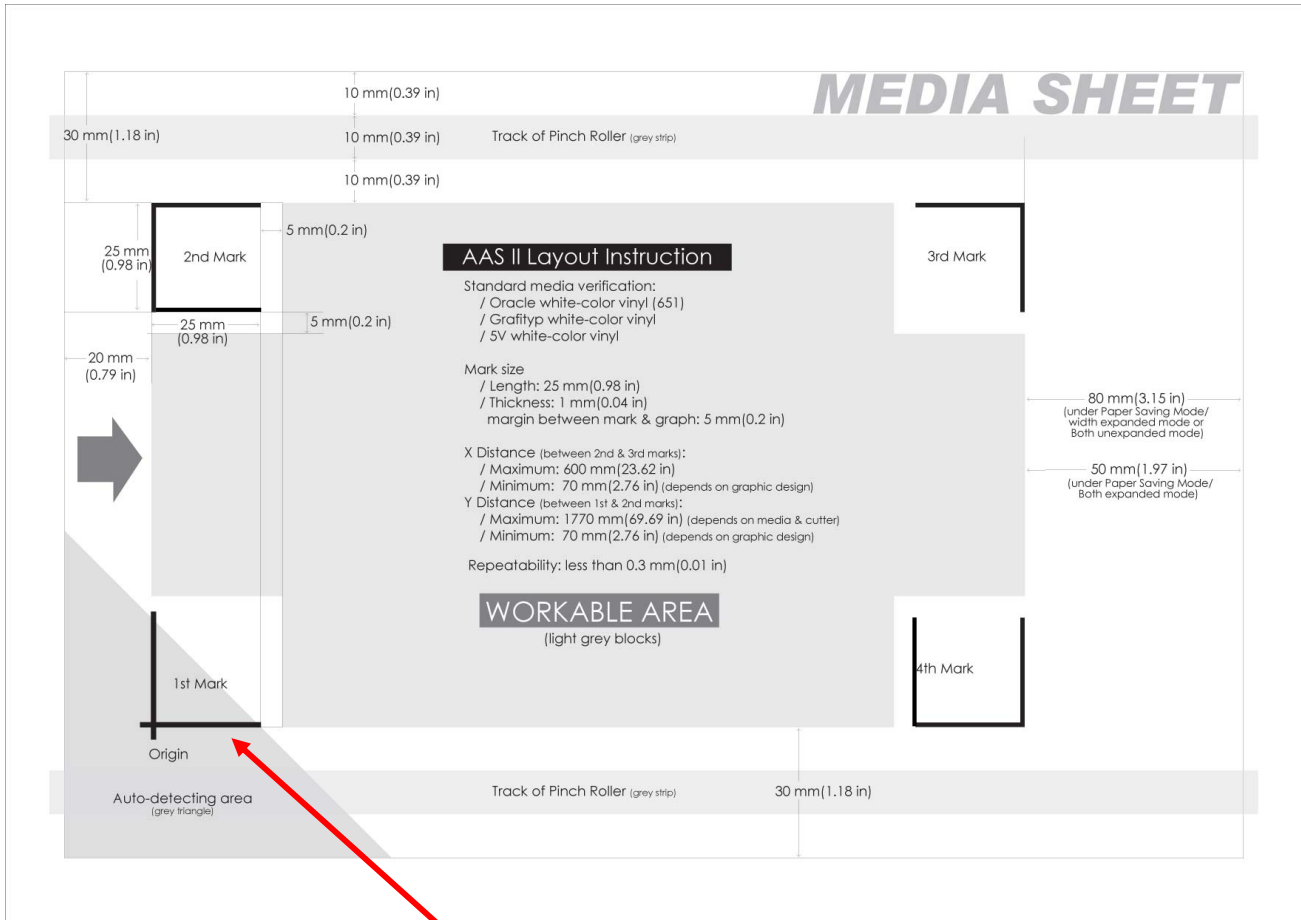 MEDIA SHEET
10 mm(0.39 in)
30 mm(1.18 in)
10 mm(0.39 in)
Track of Pinch Roller (grey strip)
10 mm(0.39 in)
5 mm(0.2 in)
25 mm
(0.98 in)
2nd Mark
3rd Mark
25 mm
(0.98 in)
5 mm(0.2 in)
20 mm
(0.79 in)
AAS II Layout Instruction
Standard media verification:
/ Oracle white-color vinyl (651)
/ Grafityp white-color vinyl
/ 5V white-color vinyl
Mark size
/ Length: 25 mm(0.98 in)
/ Thickness: 1 mm(0.04 in)
margin between mark & graph: 5 mm(0.2 in)
X Distance (between 2nd & 3rd marks):
/ Maximum: 600 mm(23.62 in)
/ Minimum: 70 mm(2.76 in) (depends on graphic design)
Y Distance (between 1st & 2nd marks):
/ Maximum: 1770 mm(69.69 in) (depends on media & cutter)
/ Minimum: 70 mm(2.76 in) (depends on graphic design)
Repeatability: less than 0.3 mm(0.01 in)
WORKABLE AREA
(light grey blocks)
80 mm(3.15 in)
(under Paper Saving Mode/
width expanded mode or
Both unexpanded mode)
50 mm(1.97 in)
(under Paper Saving Mode/
Both expanded mode)
1st Mark
4th Mark
Origin
Auto-detecting area
(grey triangle)
Track of Pinch Roller (grey strip)
30 mm(1.18 in)